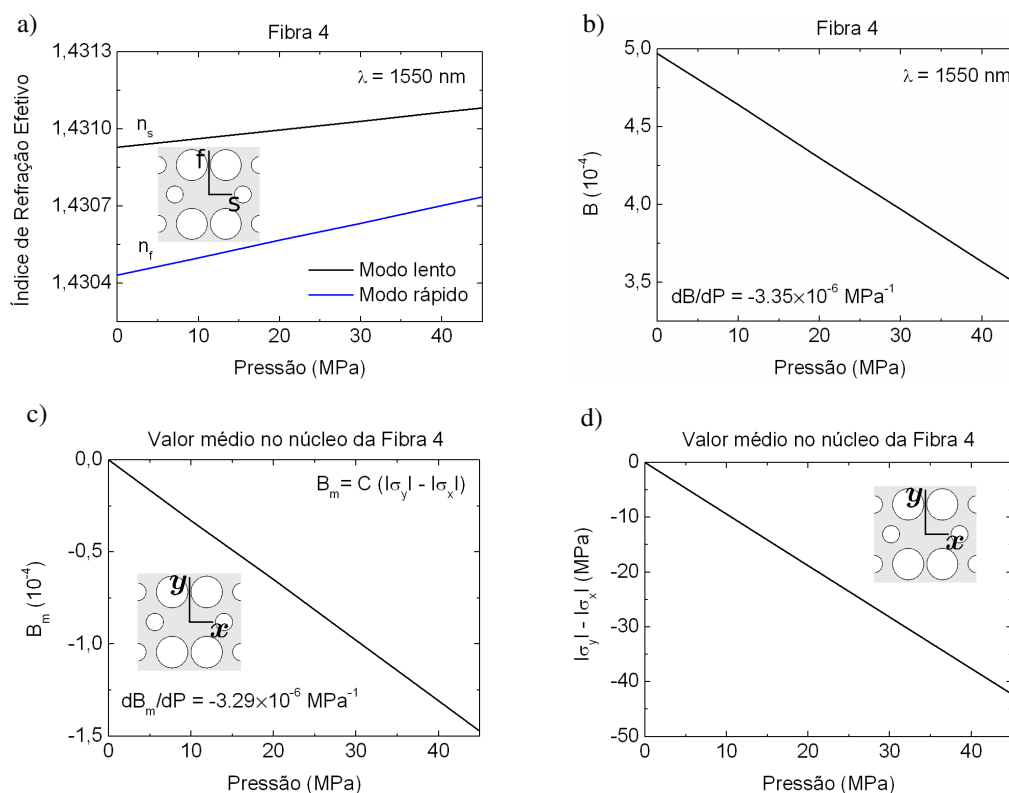 a)
Fibra 4
λ = 1550 nm
Índice de Refração Efetivo
1,4313
1,4310
1,4307
1,4304
n_s
f
s
n_f
Modo lento
Modo rápido
0
10
20
30
40
Pressão (MPa)
b)
Fibra 4
λ = 1550 nm
B (10⁻⁴)
5,0
4,5
4,0
3,5
dB/dP = -3.35×10⁻⁶ MPa⁻¹
0
10
20
30
40
Pressão (MPa)
c)
Valor médio no núcleo da Fibra 4
B_m = C (|σ_y| - |σ_x|)
B_m (10⁻⁴)
0,0
-0,5
-1,0
-1,5
y
x
dB_m/dP = -3.29×10⁻⁶ MPa⁻¹
0
10
20
30
40
Pressão (MPa)
d)
Valor médio no núcleo da Fibra 4
|σ_y| - |σ_x| (MPa)
0
-10
-20
-30
-40
-50
y
x
0
10
20
30
40
Pressão (MPa)